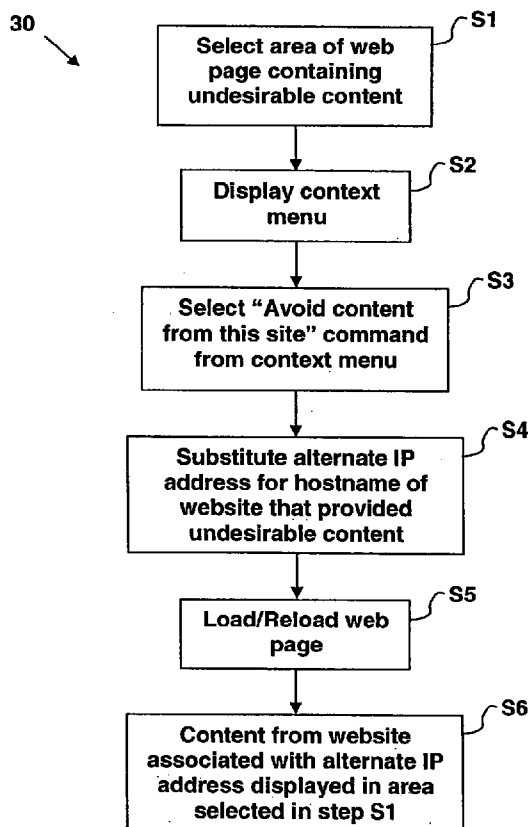 30
S1
Select area of web
page containing
undesirable content
S2
Display context
menu
S3
Select “Avoid content
from this site” command
from context menu
S4
Substitute alternate IP
address for hostname of
website that provided
undesirable content
S5
Load/Reload web
page
S6
Content from website
associated with alternate IP
address displayed in area
selected in step S1